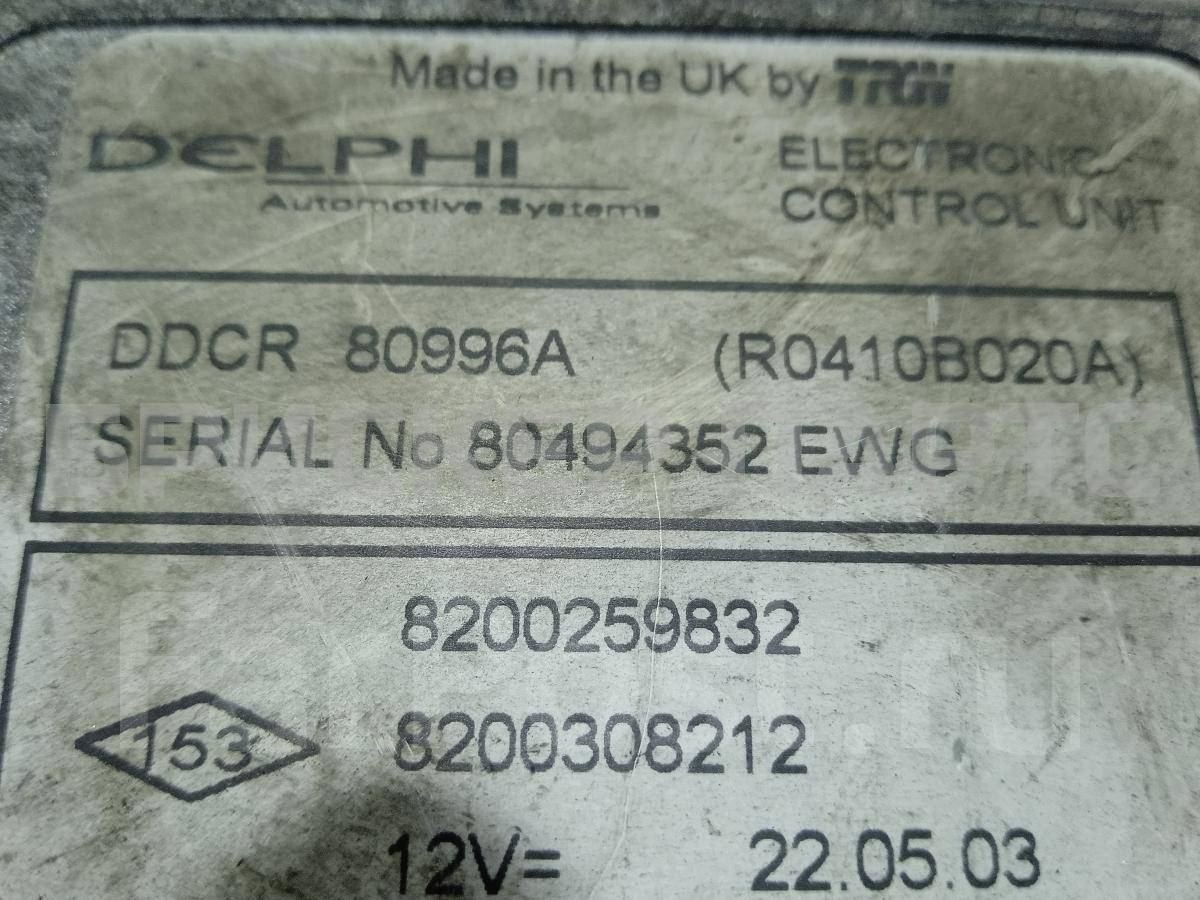 Made in the UK by TRW
DELPHI
Automotive Systems
ELECTRONIC
CONTROL UNIT
DDCR 80996A (R0410B020A)
SERIAL No 80494352 EWG
8200259832
153
8200308212
12V= 22.05.03